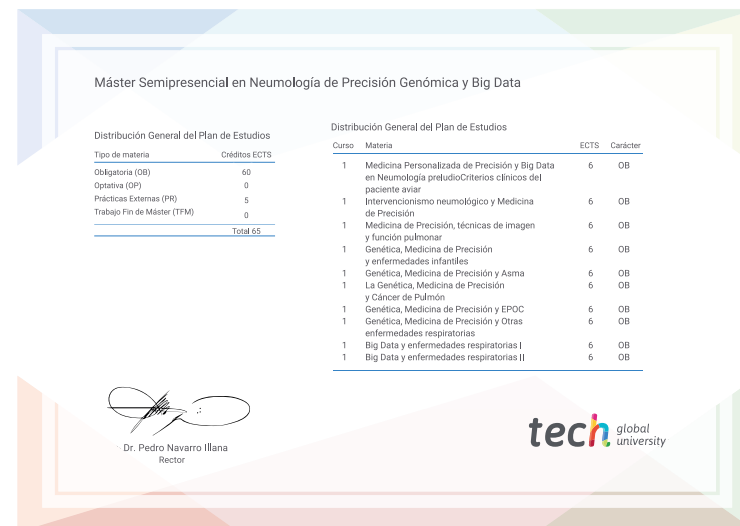 Máster Semipresencial en Neumología de Precisión Genómica y Big Data
Distribución General del Plan de Estudios
Tipo de materia Créditos ECTS
Obligatoria (OB) 60
Optativa (OP) 0
Prácticas Externas (PR) 5
Trabajo Fin de Máster (TFM) 0
Total 65
Distribución General del Plan de Estudios
Curso Materia ECTS Carácter
1 Medicina Personalizada de Precisión y Big Data 6 OB
en Neumología preludioCriterios clínicos del
paciente aviar
1 Intervencionismo neumológico y Medicina 6 OB
de Precisión
1 Medicina de Precisión, técnicas de imagen 6 OB
y función pulmonar
1 Genética, Medicina de Precisión 6 OB
y enfermedades infantiles
1 Genética, Medicina de Precisión y Asma 6 OB
1 La Genética, Medicina de Precisión 6 OB
y Cáncer de Pulmón
1 Genética, Medicina de Precisión y EPOC 6 OB
1 Genética, Medicina de Precisión y Otras 6 OB
enfermedades respiratorias
1 Big Data y enfermedades respiratorias I 6 OB
1 Big Data y enfermedades respiratorias II 6 OB
Dr. Pedro Navarro Illana
Rector
tech global
university